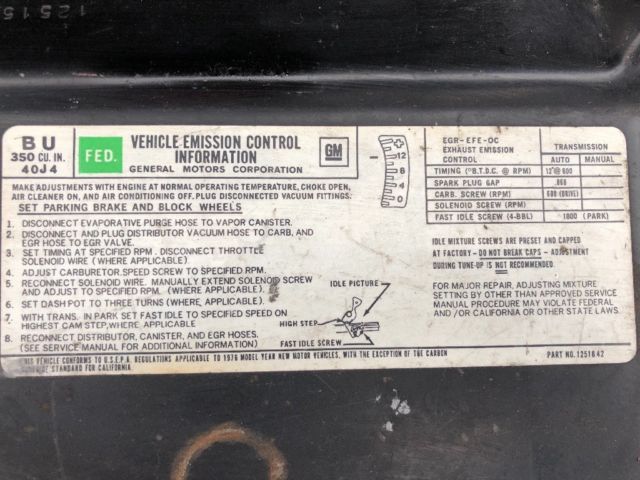 12515
BU
350 CU. IN.
40J4
FED.
VEHICLE EMISSION CONTROL
INFORMATION
GENERAL MOTORS CORPORATION
GM
MAKE ADJUSTMENTS WITH ENGINE AT NORMAL OPERATING TEMPERATURE, CHOKE OPEN,
AIR CLEANER ON, AND AIR CONDITIONING OFF. PLUG DISCONNECTED VACUUM FITTINGS.
SET PARKING BRAKE AND BLOCK WHEELS
1. DISCONNECT EVAPORATIVE PURGE HOSE TO VAPOR CANISTER.
2. DISCONNECT AND PLUG DISTRIBUTOR VACUUM HOSE TO CARB, AND
EGR HOSE TO EGR VALVE.
3. SET TIMING AT SPECIFIED RPM. DISCONNECT THROTTLE
SOLENOID WIRE (WHERE APPLICABLE).
4. ADJUST CARBURETOR SPEED SCREW TO SPECIFIED RPM.
5. RECONNECT SOLENOID WIRE. MANUALLY EXTEND SOLENOID SCREW
AND ADJUST TO SPECIFIED RPM. (WHERE APPLICABLE).
6. SET DASH POT TO THREE TURNS (WHERE APPLICABLE).
7. WITH TRANS. IN PARK SET FAST IDLE TO SPECIFIED SPEED ON
HIGHEST CAM STEP, WHERE APPLICABLE
8. RECONNECT DISTRIBUTOR, CANISTER, AND EGR HOSES.
(SEE SERVICE MANUAL FOR ADDITIONAL INFORMATION)
IDLE PICTURE
HIGH STEP
FAST IDLE SCREW
12
8
4
0
EGR-EFE-OC
EXHAUST EMISSION
CONTROL
TRANSMISSION
AUTO MANUAL
TIMING (°B.T.D.C. @ RPM) 12°@600
SPARK PLUG GAP .060
CARB. SCREW (RPM) 600 (DRIVE)
SOLENOID SCREW (RPM)
FAST IDLE SCREW (4-BBL) 1800 (PARK)
IDLE MIXTURE SCREWS ARE PRESET AND CAPPED
AT FACTORY - DO NOT BREAK CAPS - ADJUSTMENT
DURING TUNE-UP IS NOT RECOMMENDED.
FOR MAJOR REPAIR, ADJUSTING MIXTURE
SETTING BY OTHER THAN APPROVED SERVICE
MANUAL PROCEDURE MAY VIOLATE FEDERAL
AND/OR CALIFORNIA OR OTHER STATE LAWS.
THIS VEHICLE CONFORMS TO U.S.E.P.A. REGULATIONS APPLICABLE TO 1976 MODEL YEAR NEW MOTOR VEHICLES, WITH THE EXCEPTION OF THE CARBON
STANDARD FOR CALIFORNIA.
PART NO. 1251642